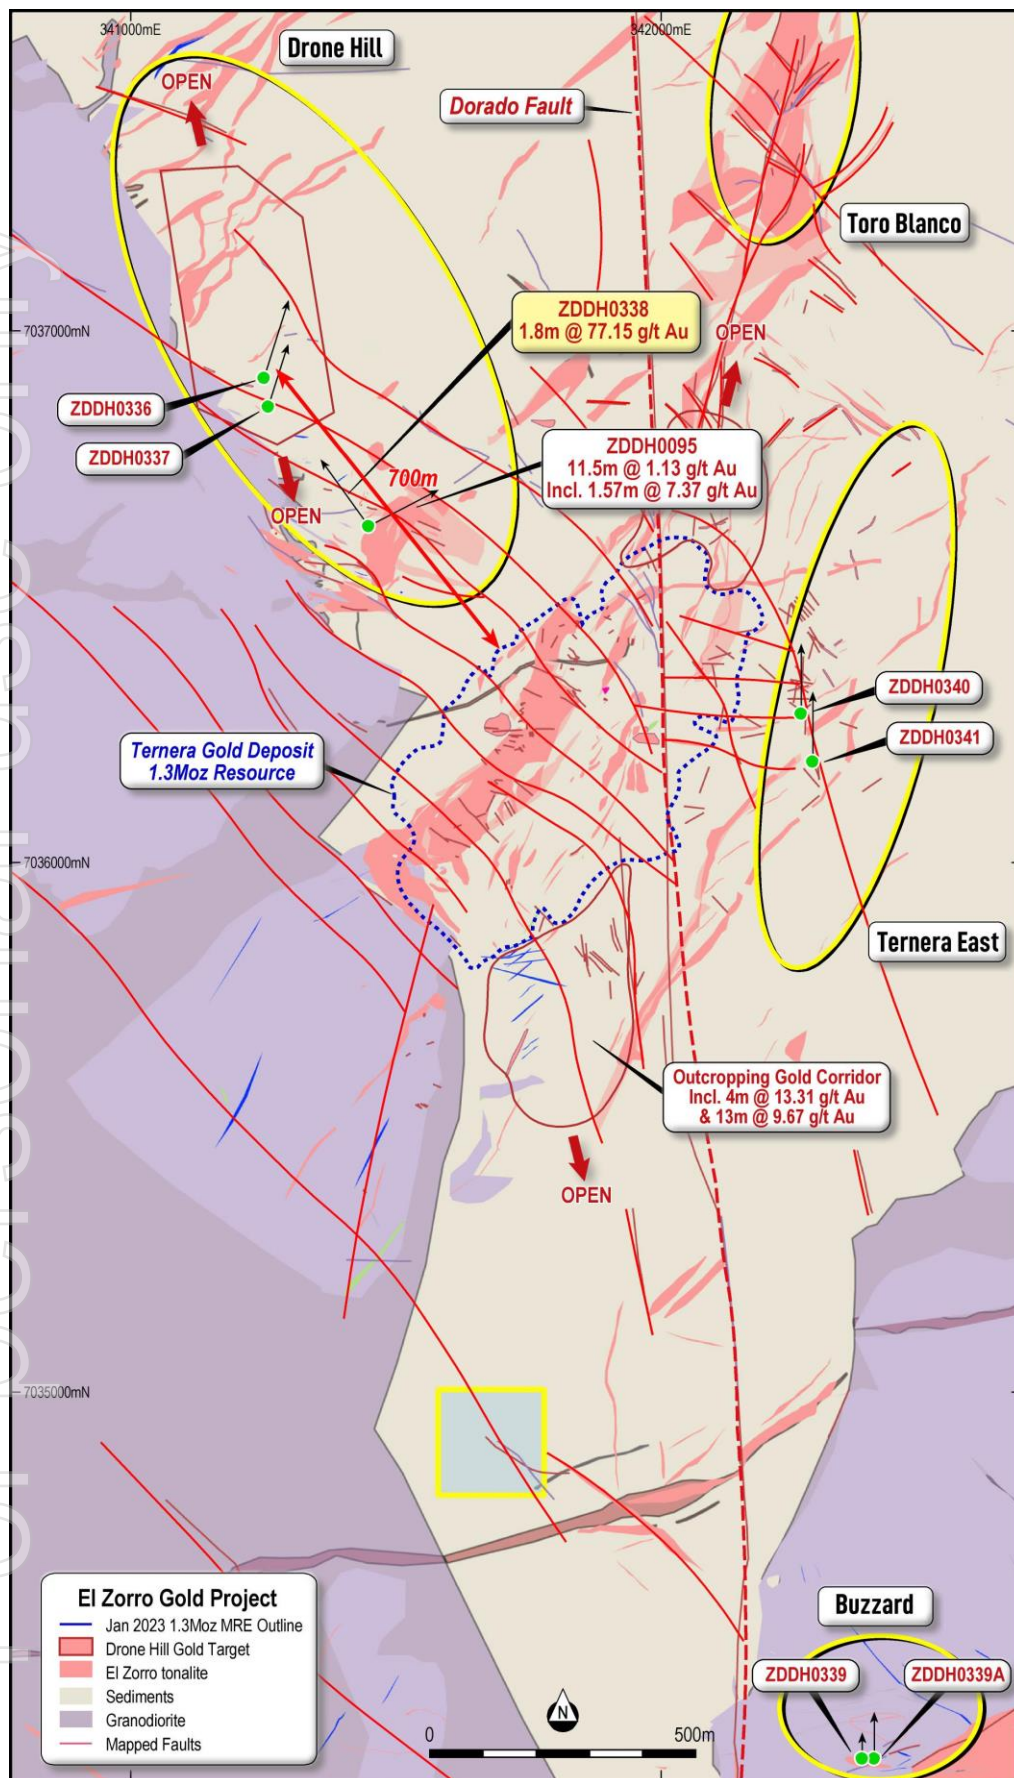 341000mE
342000mE
Drone Hill
OPEN
Dorado Fault
Toro Blanco
ZDDH0338
1.8m @ 77.15 g/t Au
7037000mN
OPEN
ZDDH0336
ZDDH0337
ZDDH0095
11.5m @ 1.13 g/t Au
Incl. 1.57m @ 7.37 g/t Au
700m
OPEN
ZDDH0340
ZDDH0341
Ternera Gold Deposit
1.3Moz Resource
7036000mN
Ternera East
Outcropping Gold Corridor
Incl. 4m @ 13.31 g/t Au
& 13m @ 9.67 g/t Au
OPEN
7035000mN
El Zorro Gold Project
Jan 2023 1.3Moz MRE Outline
Drone Hill Gold Target
El Zorro tonalite
Sediments
Granodiorite
Mapped Faults
N
0
500m
Buzzard
ZDDH0339
ZDDH0339A
For personal use only